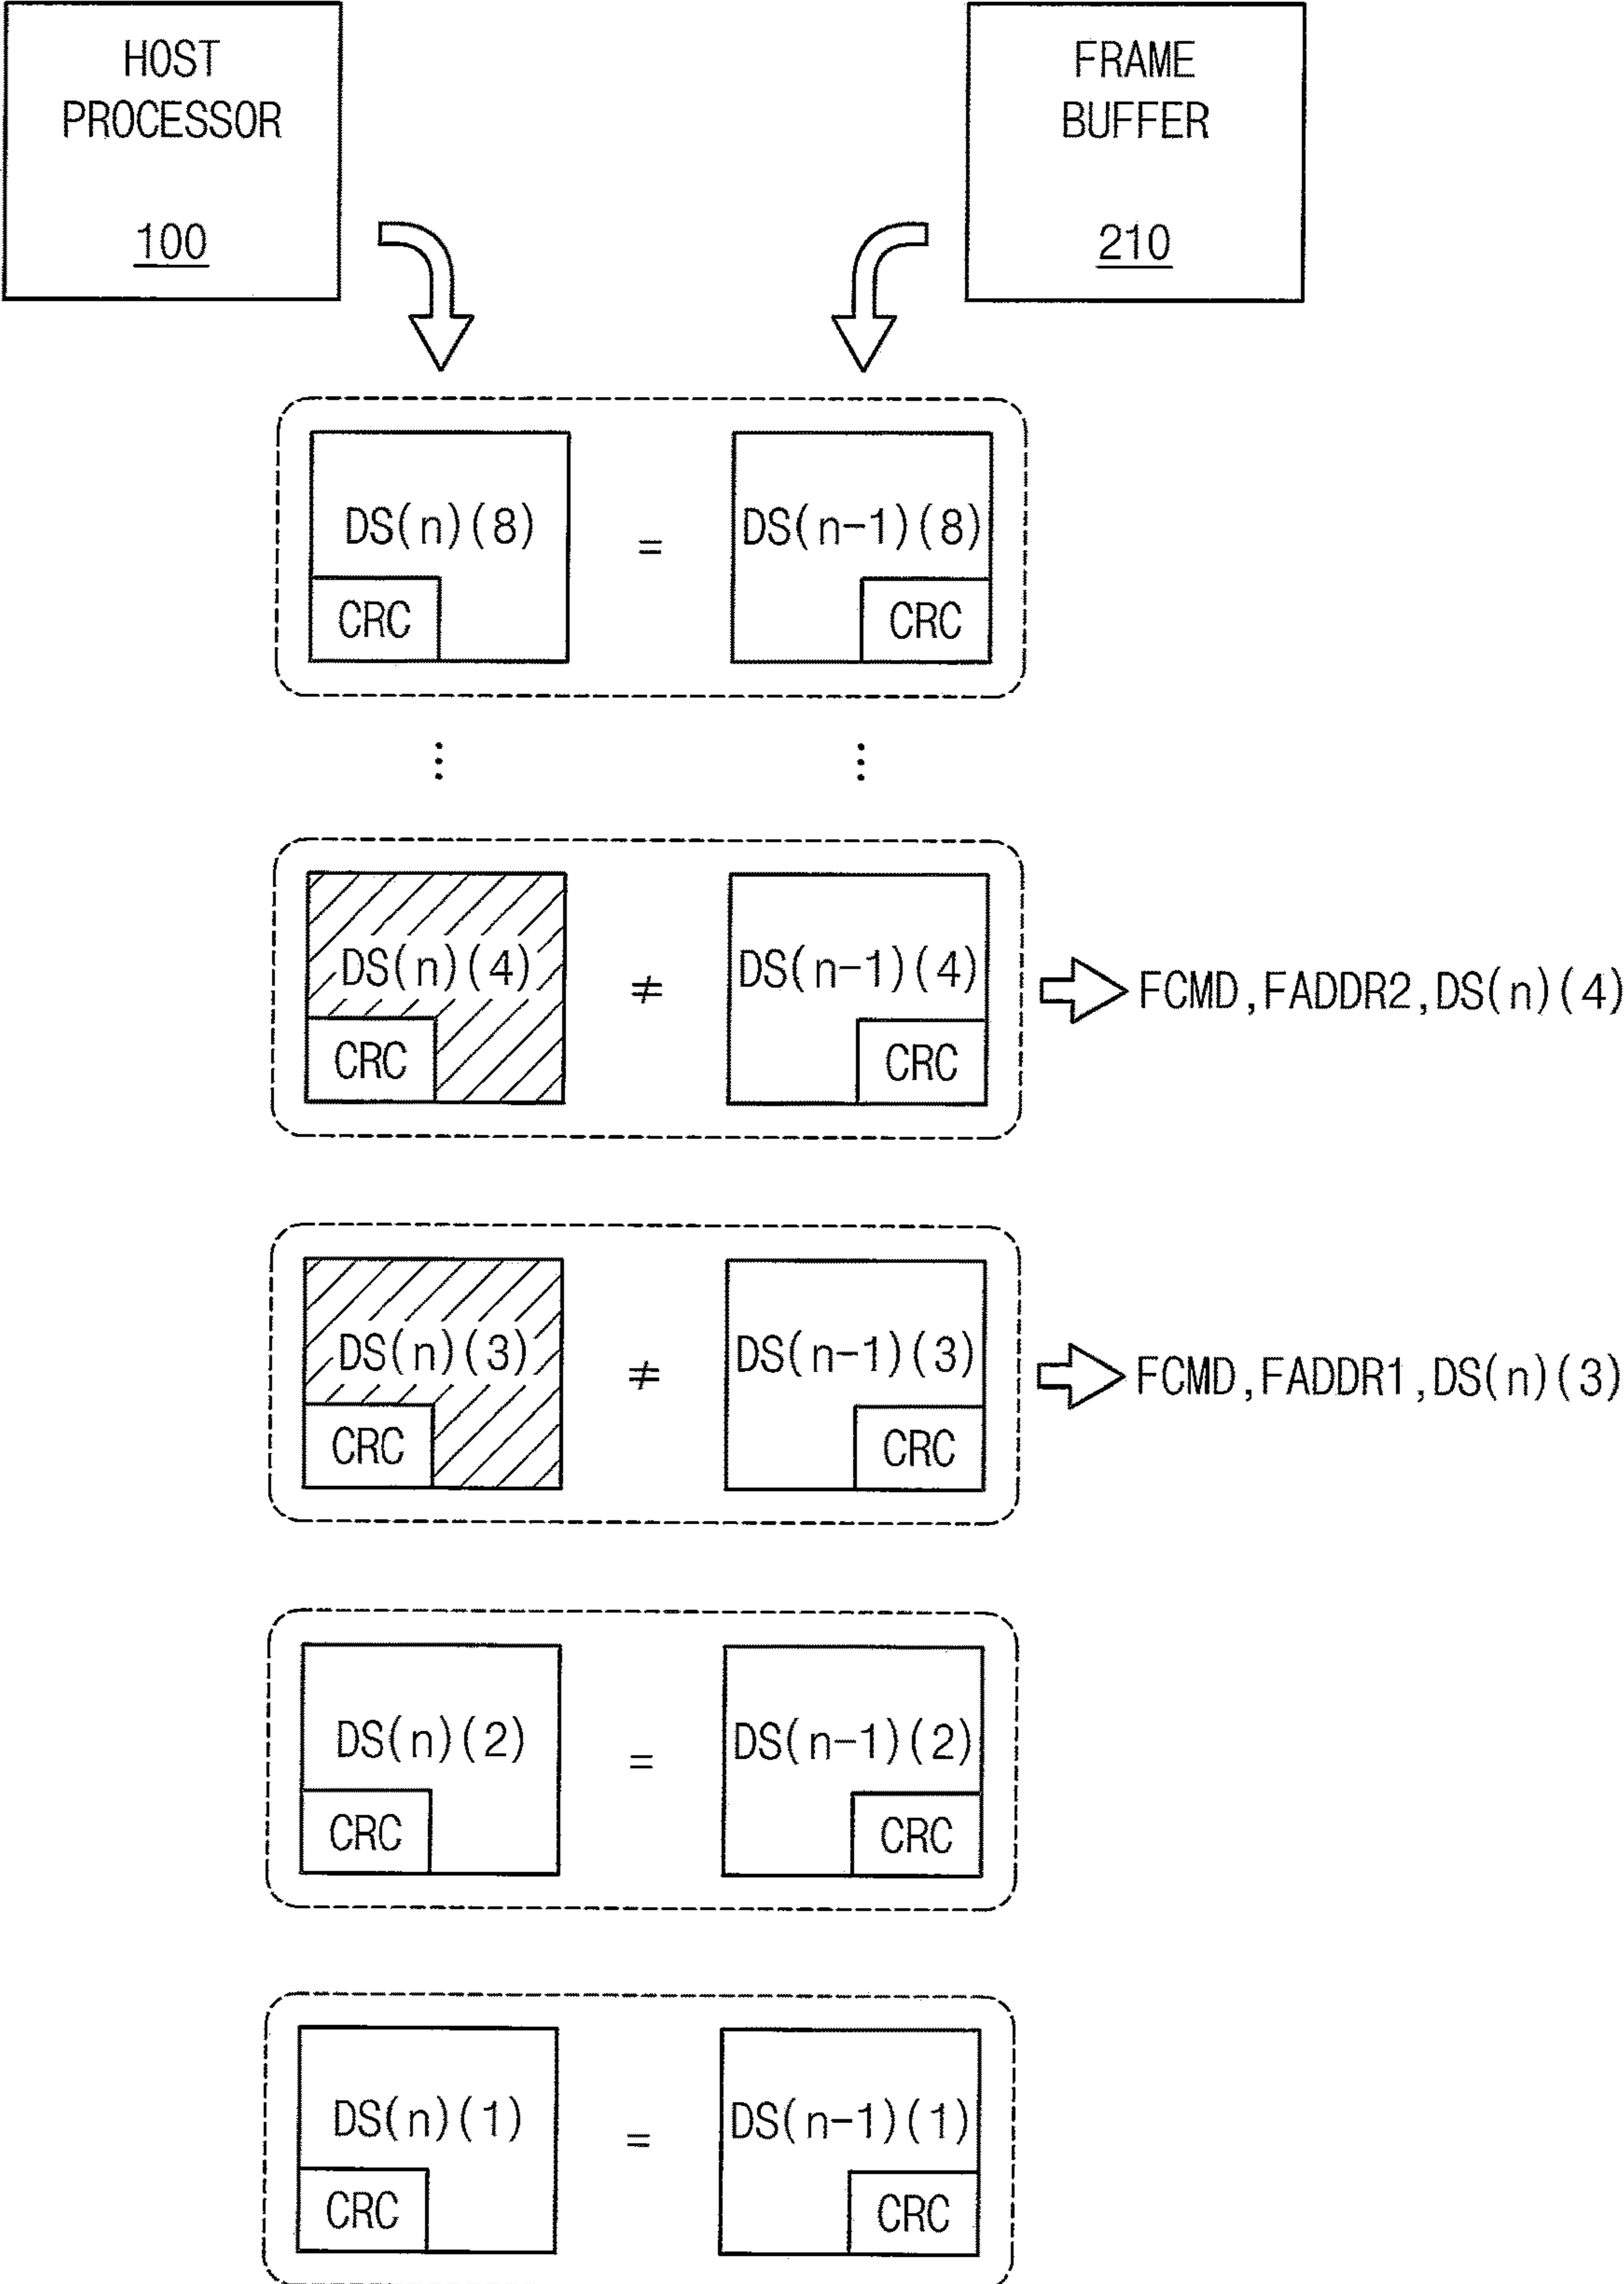 HOST
PROCESSOR
100
FRAME
BUFFER
210
DS(n)(8)
CRC
=
DS(n-1)(8)
CRC
⋮
⋮
DS(n)(4)
CRC
≠
DS(n-1)(4)
CRC
FCMD,FADDR2,DS(n)(4)
DS(n)(3)
CRC
≠
DS(n-1)(3)
CRC
FCMD,FADDR1,DS(n)(3)
DS(n)(2)
CRC
=
DS(n-1)(2)
CRC
DS(n)(1)
CRC
=
DS(n-1)(1)
CRC